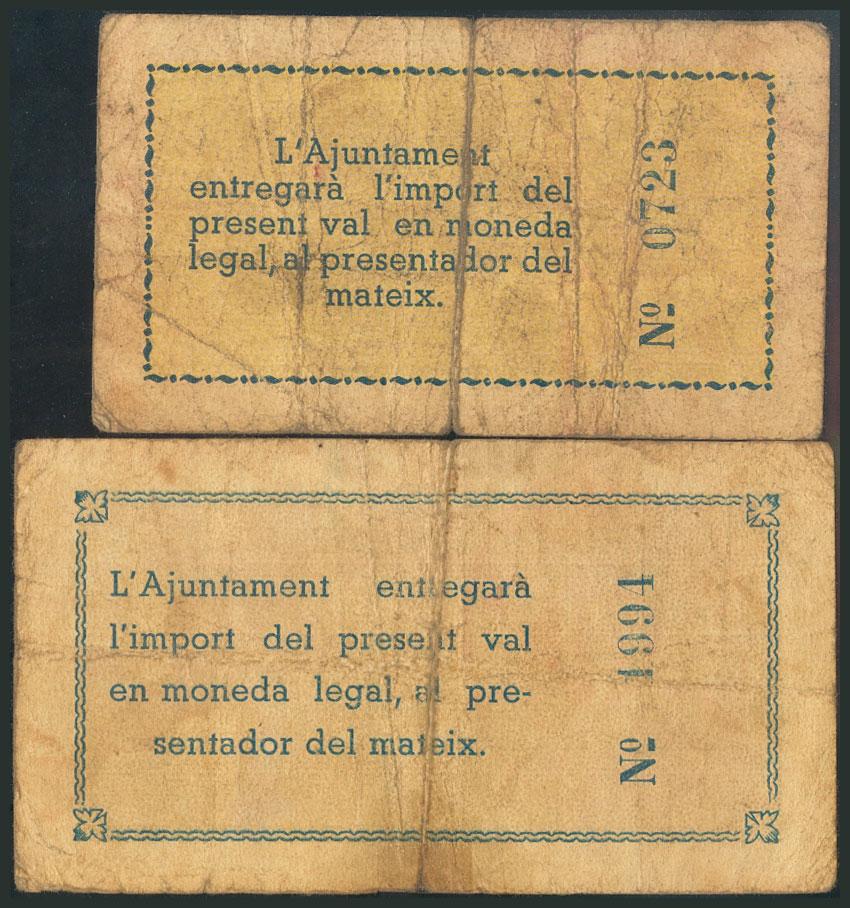 L'Ajuntament
entregarà l'import del
present val en moneda
legal, al presentador del
mateix.
Nº 0723
L'Ajuntament entregarà
l'import del present val
en moneda legal, al pre-
sentador del mateix.
Nº 1994